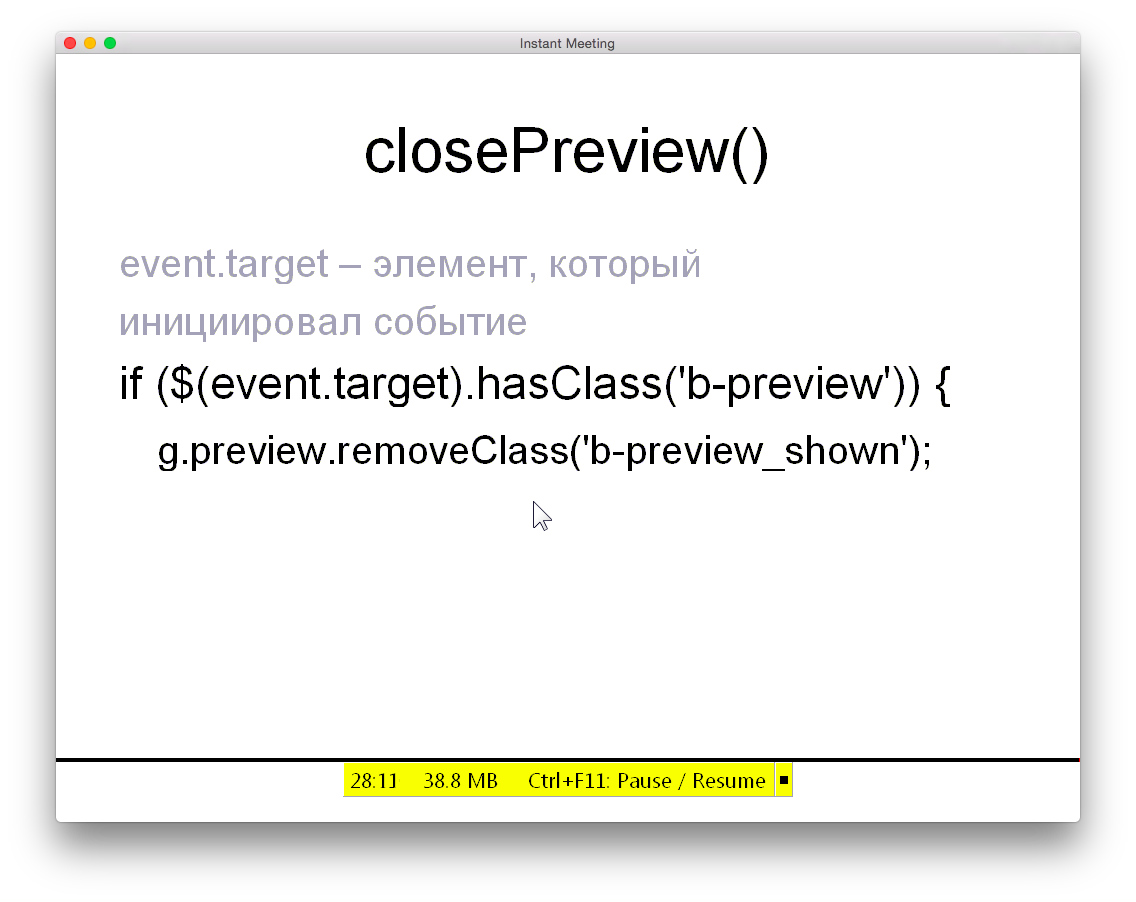 Instant Meeting
closePreview()
event.target – элемент, который
инициировал событие
if ($(event.target).hasClass('b-preview')) {
g.preview.removeClass('b-preview_shown');
28:11 38.8 MB Ctrl+F11: Pause / Resume